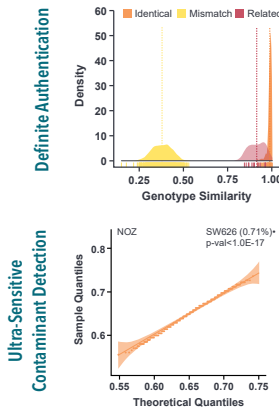 Definite Authentication
Identical Mismatch Related
60
50
40
30
20
10
0
Density
0.25 0.50 0.75 1.00
Genotype Similarity
Ultra-Sensitive
Contaminant Detection
NOZ SW626 (0.71%)•
p-val<1.0E-17
0.8
0.7
0.6
Sample Quantiles
0.55 0.60 0.65 0.70 0.75
Theoretical Quantiles